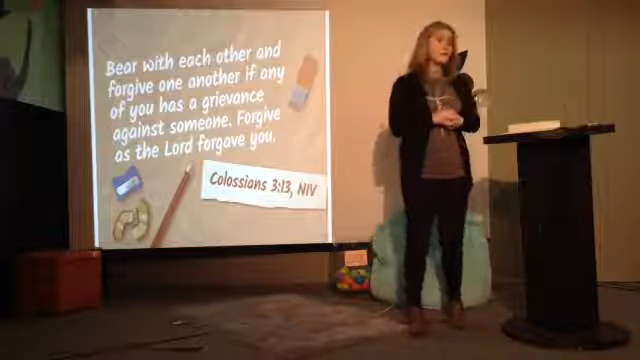 Bear with each other and
forgive one another if any
of you has a grievance
against someone. Forgive
as the Lord forgave you.
Colossians 3:13, NIV